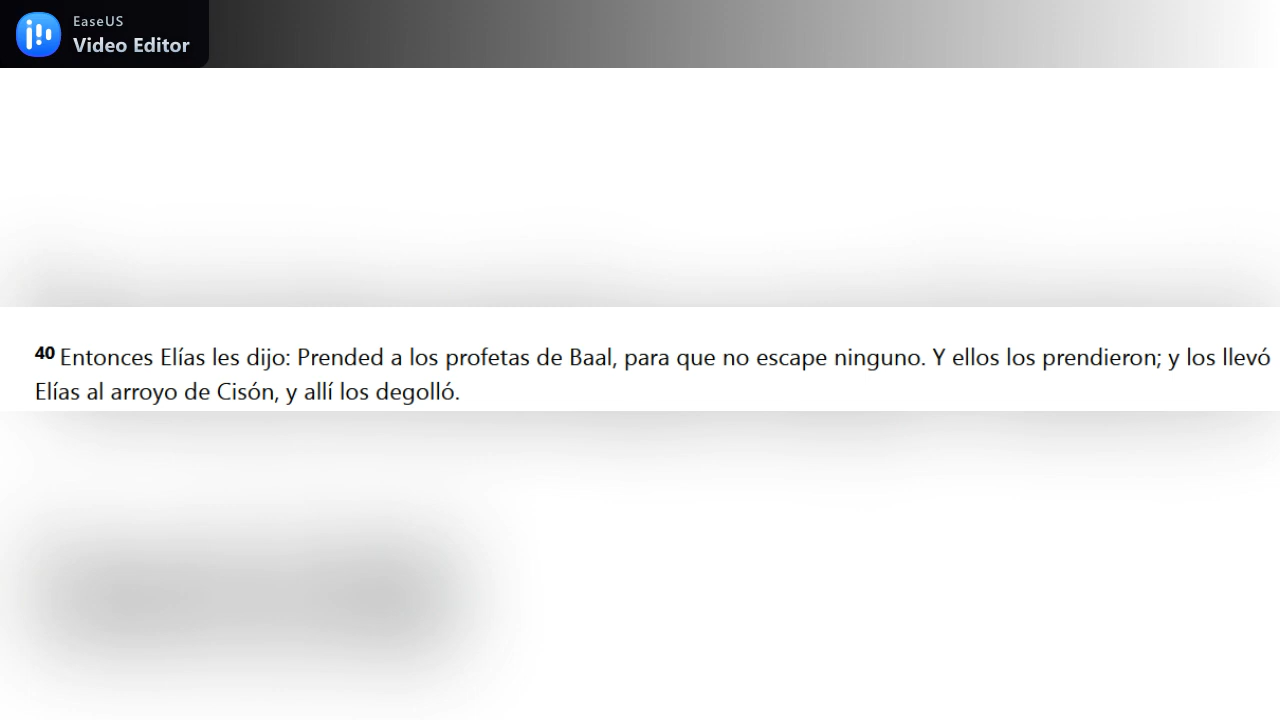 EaseUS
Video Editor
40 Entonces Elías les dijo: Prended a los profetas de Baal, para que no escape ninguno. Y ellos los prendieron; y los llevó
Elías al arroyo de Cisón, y allí los degolló.